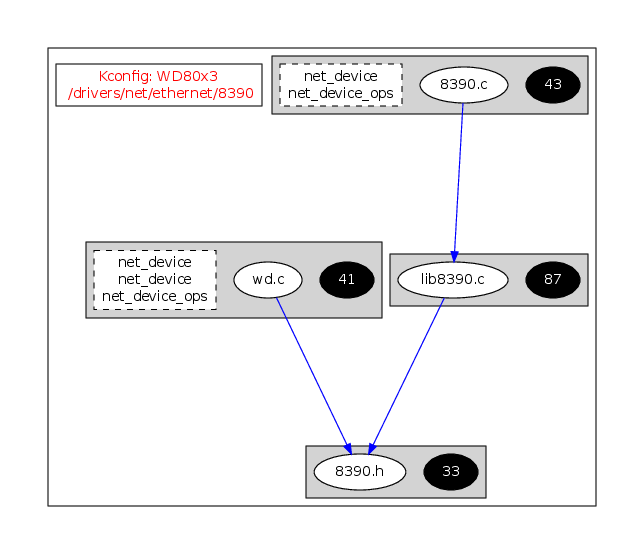 Kconfig: WD80x3
/drivers/net/ethernet/8390
net_device
net_device_ops
8390.c
43
net_device
net_device
net_device_ops
wd.c
41
lib8390.c
87
8390.h
33